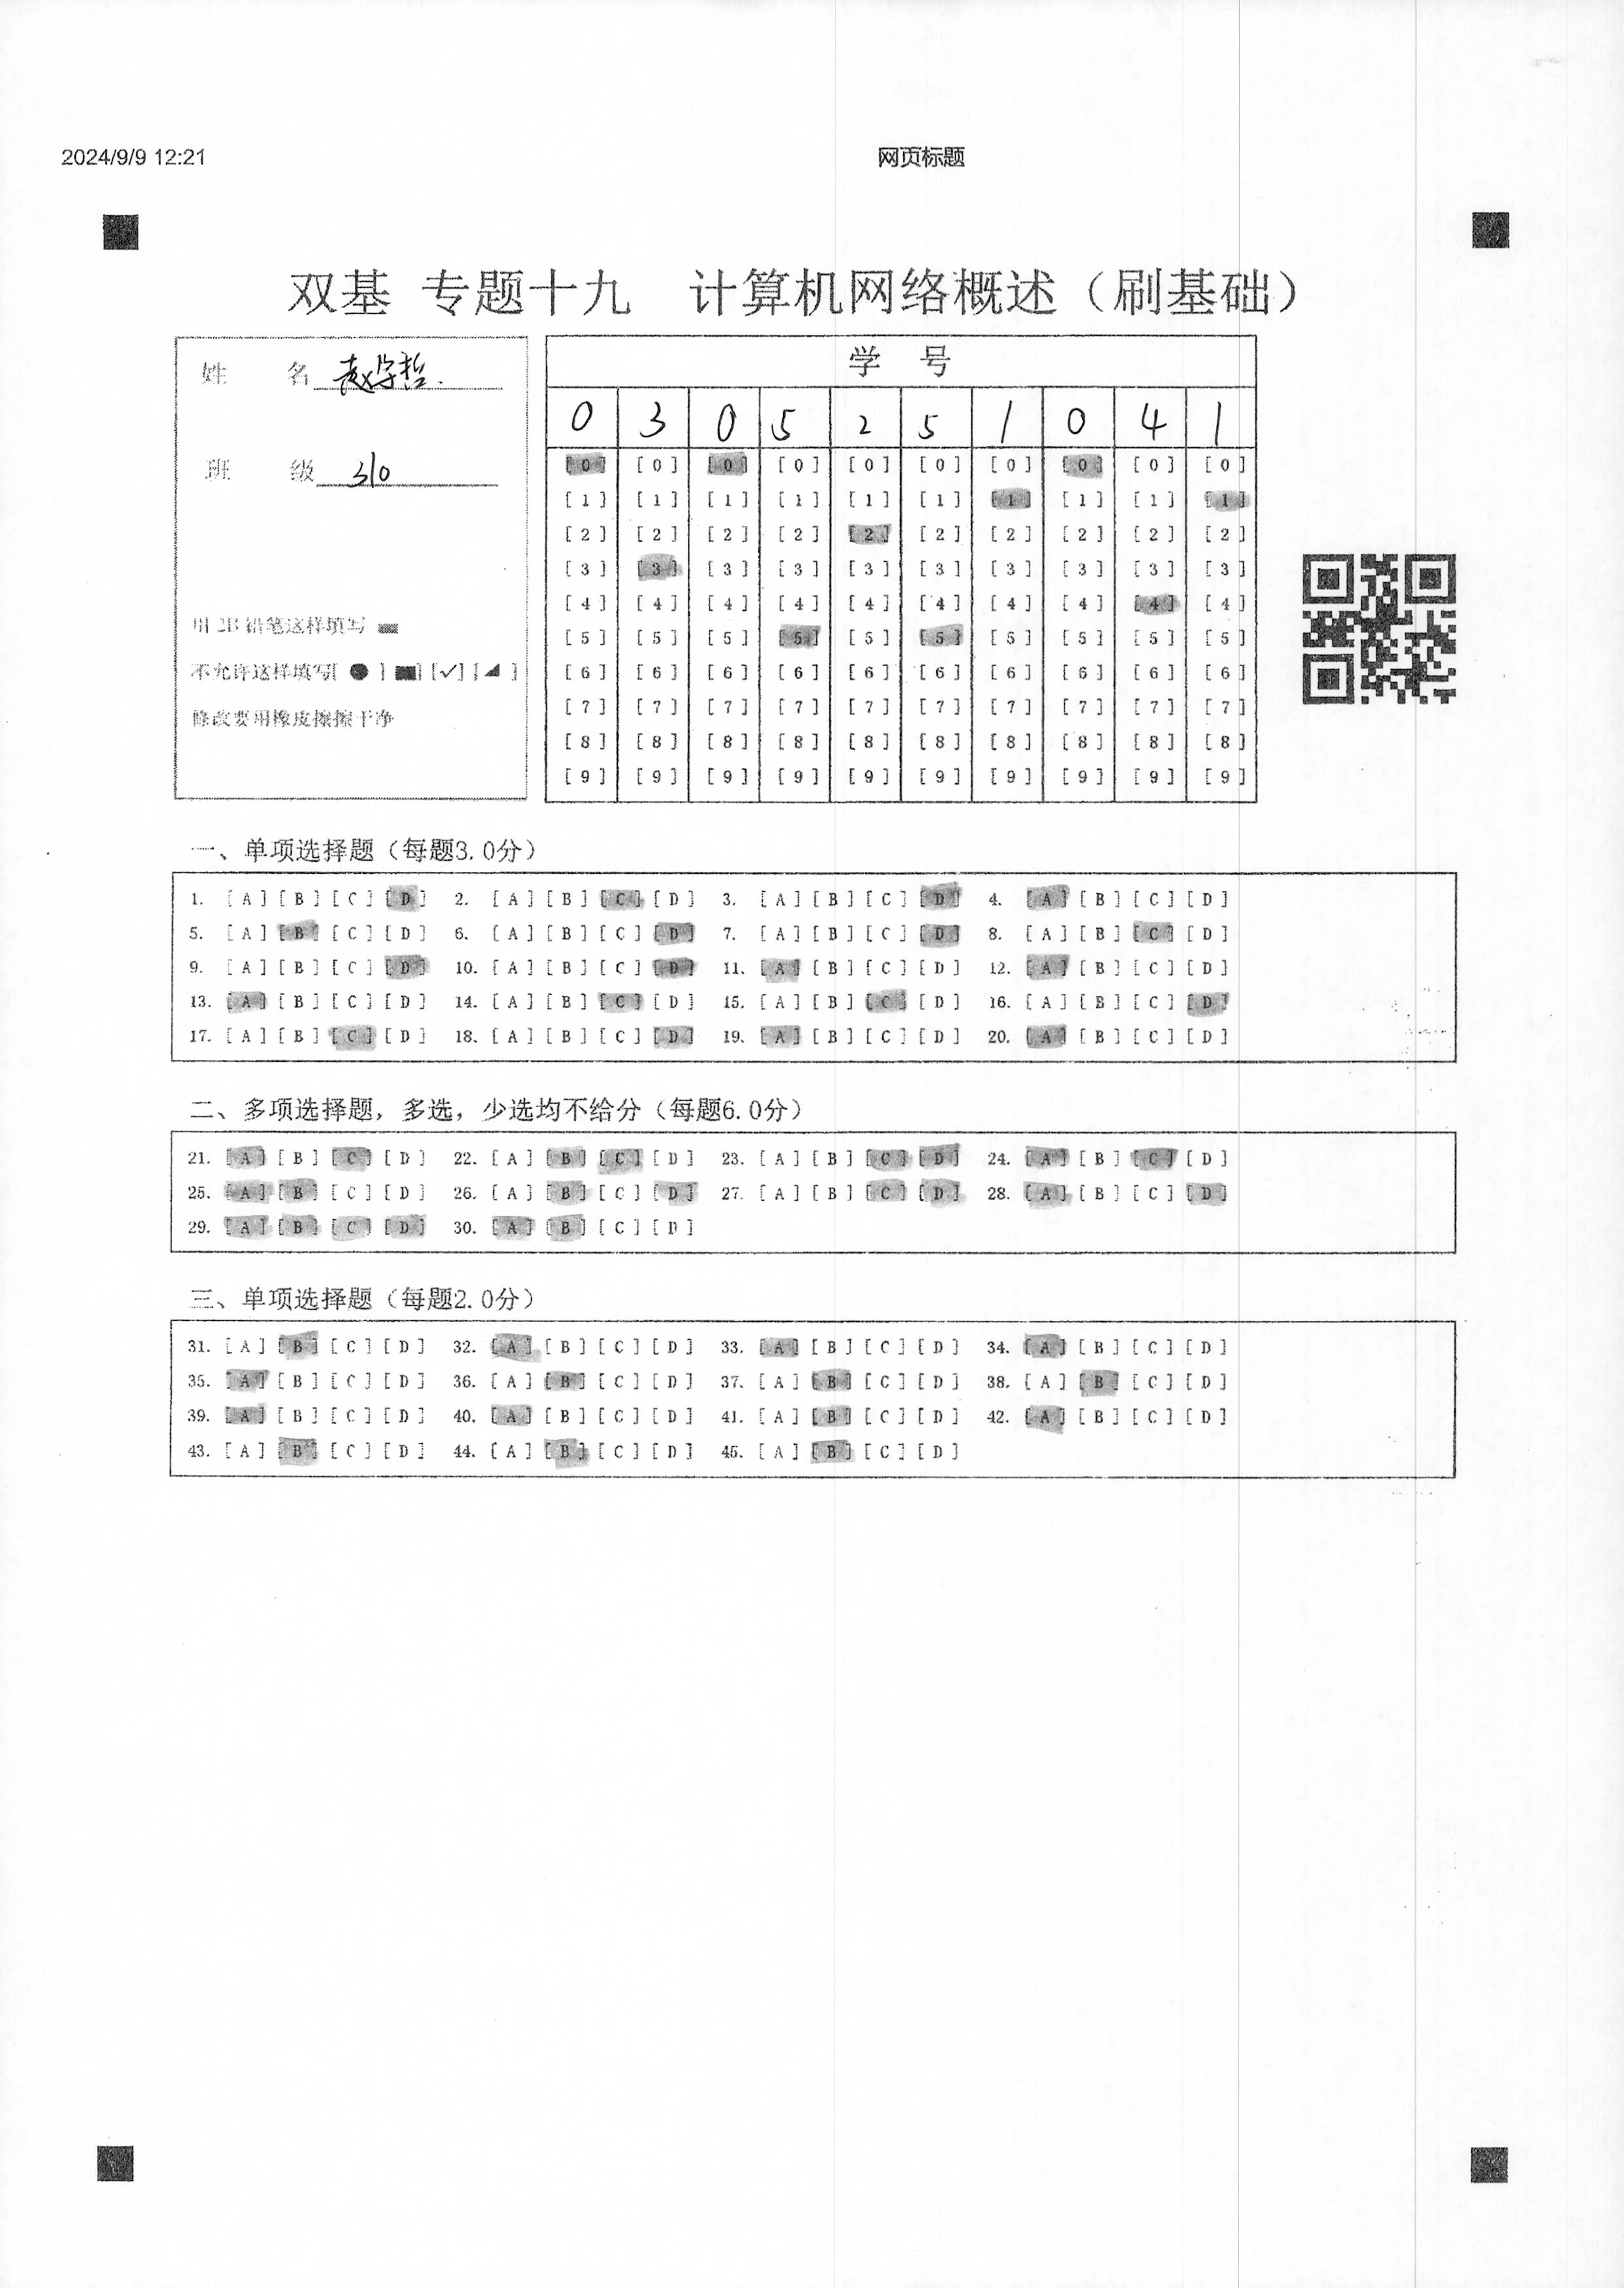 2024/9/9 12:21 网页标题
双基 专题十九 计算机网络概述（刷基础）
姓 名 赵学哲.
班 级 310
用 2B 铅笔这样填写
不允许这样填写[ ● ] [■] [✓] [◢ ]
修改要用橡皮擦擦干净
学 号
0 3 0 5 2 5 1 0 4 1
[0] [0] [0] [0] [0] [0] [0] [0] [0] [0]
[1] [1] [1] [1] [1] [1] [1] [1] [1] [1]
[2] [2] [2] [2] [2] [2] [2] [2] [2] [2]
[3] [3] [3] [3] [3] [3] [3] [3] [3] [3]
[4] [4] [4] [4] [4] [4] [4] [4] [4] [4]
[5] [5] [5] [5] [5] [5] [5] [5] [5] [5]
[6] [6] [6] [6] [6] [6] [6] [6] [6] [6]
[7] [7] [7] [7] [7] [7] [7] [7] [7] [7]
[8] [8] [8] [8] [8] [8] [8] [8] [8] [8]
[9] [9] [9] [9] [9] [9] [9] [9] [9] [9]
一、单项选择题（每题3.0分）
1. [A] [B] [C] [D] 2. [A] [B] [C] [D] 3. [A] [B] [C] [D] 4. [A] [B] [C] [D]
5. [A] [B] [C] [D] 6. [A] [B] [C] [D] 7. [A] [B] [C] [D] 8. [A] [B] [C] [D]
9. [A] [B] [C] [D] 10. [A] [B] [C] [D] 11. [A] [B] [C] [D] 12. [A] [B] [C] [D]
13. [A] [B] [C] [D] 14. [A] [B] [C] [D] 15. [A] [B] [C] [D] 16. [A] [B] [C] [D]
17. [A] [B] [C] [D] 18. [A] [B] [C] [D] 19. [A] [B] [C] [D] 20. [A] [B] [C] [D]
二、多项选择题，多选，少选均不给分（每题6.0分）
21. [A] [B] [C] [D] 22. [A] [B] [C] [D] 23. [A] [B] [C] [D] 24. [A] [B] [C] [D]
25. [A] [B] [C] [D] 26. [A] [B] [C] [D] 27. [A] [B] [C] [D] 28. [A] [B] [C] [D]
29. [A] [B] [C] [D] 30. [A] [B] [C] [D]
三、单项选择题（每题2.0分）
31. [A] [B] [C] [D] 32. [A] [B] [C] [D] 33. [A] [B] [C] [D] 34. [A] [B] [C] [D]
35. [A] [B] [C] [D] 36. [A] [B] [C] [D] 37. [A] [B] [C] [D] 38. [A] [B] [C] [D]
39. [A] [B] [C] [D] 40. [A] [B] [C] [D] 41. [A] [B] [C] [D] 42. [A] [B] [C] [D]
43. [A] [B] [C] [D] 44. [A] [B] [C] [D] 45. [A] [B] [C] [D]